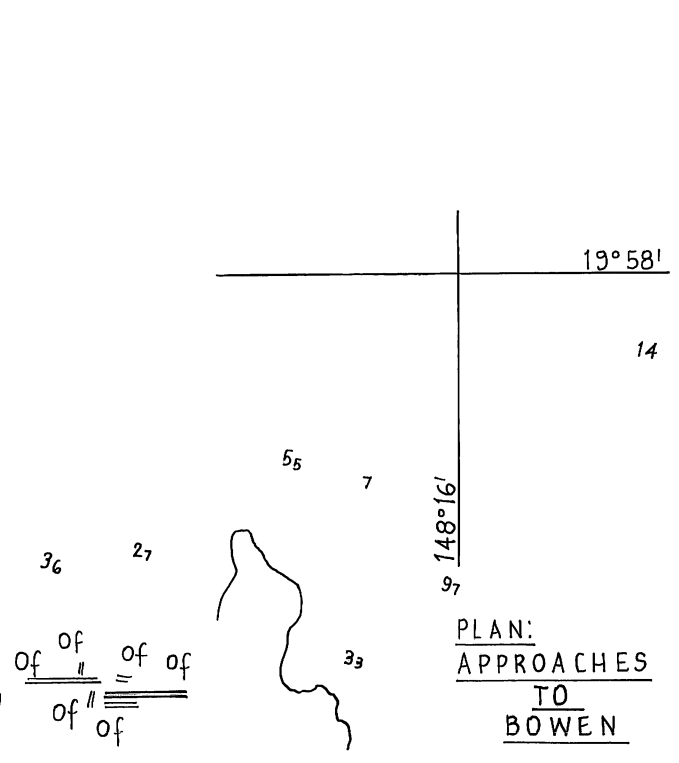 19°58'
14
5₅
7
148°16'
3₆
2₇
9₇
PLAN:
APPROACHES
TO
BOWEN
3₃
Of
Of
Of
Of
Of
Of